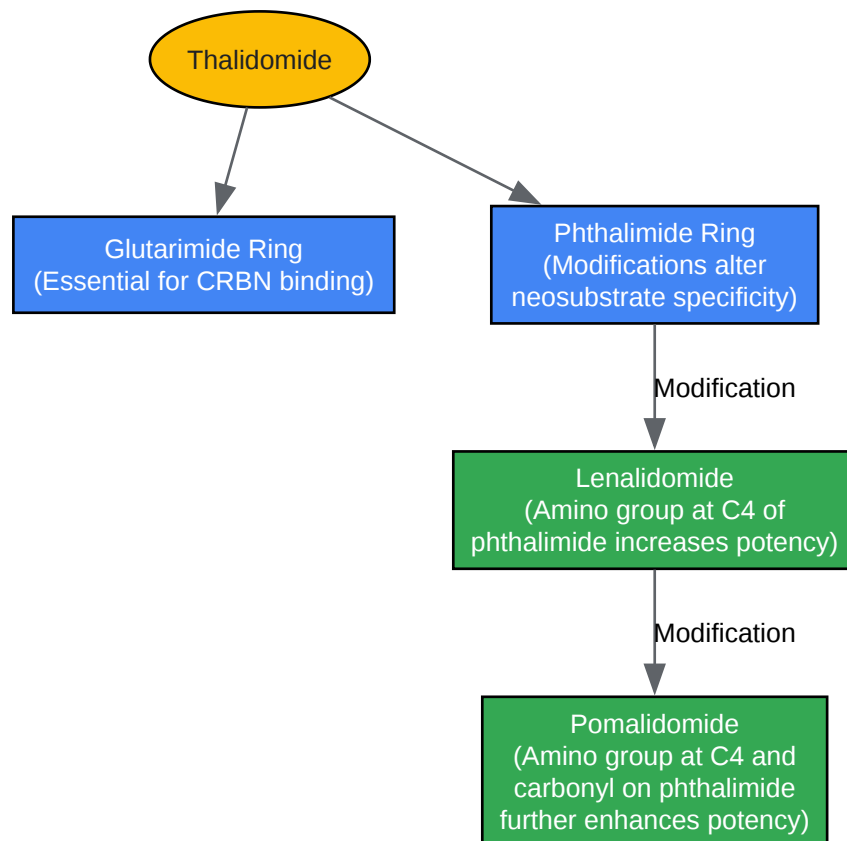 Thalidomide
Glutarimide Ring
(Essential for CRBN binding)
Phthalimide Ring
(Modifications alter
neosubstrate specificity)
Modification
Lenalidomide
(Amino group at C4 of
phthalimide increases potency)
Modification
Pomalidomide
(Amino group at C4 and
carbonyl on phthalimide
further enhances potency)